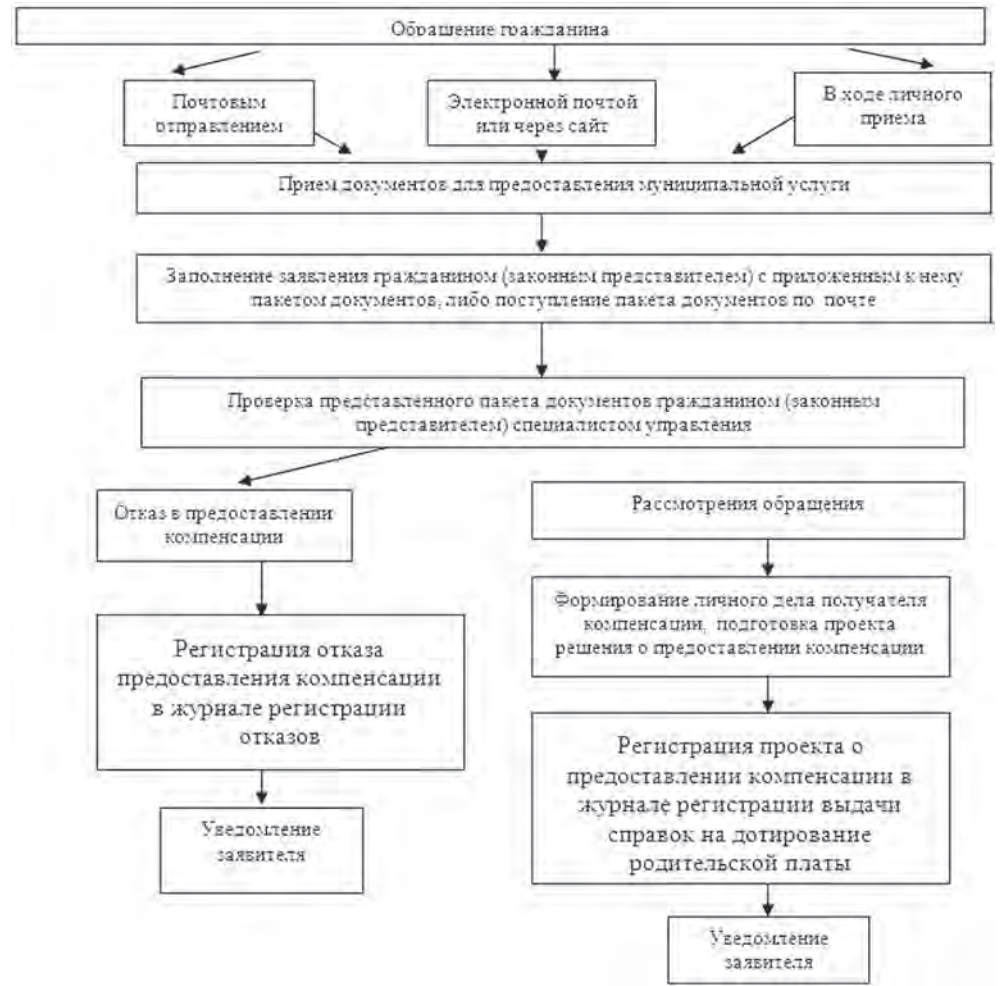 Обращение гражданина
Почтовым
отправлением
Электронной почтой
или через сайт
В ходе личного
приема
Прием документов для предоставления муниципальной услуги
Заполнение заявления гражданином (законным представителем) с приложенным к нему
пакетом документов, либо поступление пакета документов по почте
Проверка представленного пакета документов гражданином (законным
представителем) специалистом управления
Отказ в предоставлении
компенсации
Регистрация отказа
предоставления компенсации
в журнале регистрации
отказов
Уведомление
заявителя
Рассмотрения обращения
Формирование личного дела получателя
компенсации, подготовка проекта
решения о предоставлении компенсации
Регистрация проекта о
предоставлении компенсации в
журнале регистрации выдачи
справок на дотирование
родительской платы
Уведомление
заявителя